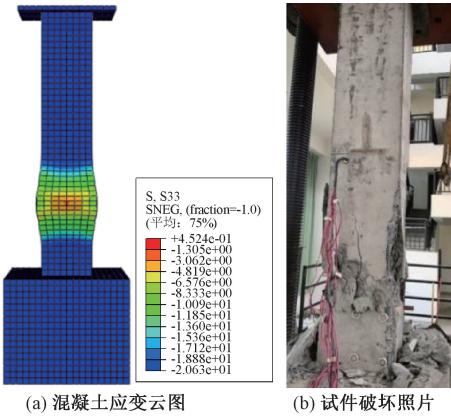 S, S33
SNEG, (fraction=-1.0)
(平均：75%)
+4.524e-01
-1.305e+00
-3.062e+00
-4.819e+00
-6.576e+00
-8.333e+00
-1.009e+01
-1.185e+01
-1.360e+01
-1.536e+01
-1.712e+01
-1.888e+01
-2.063e+01
(a) 混凝土应变云图
(b) 试件破坏照片